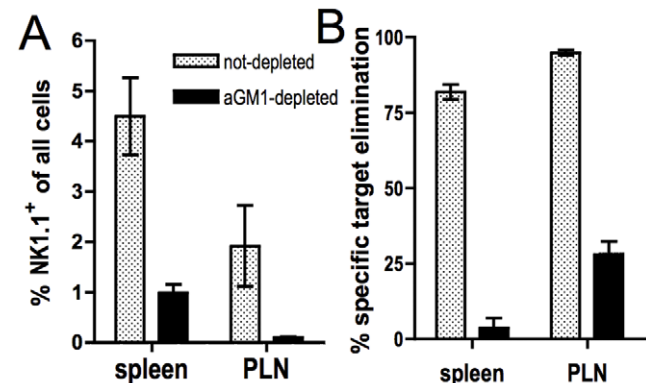 A
% NK1.1+ of all cells
6
5
4
3
2
1
0
not-depleted
aGM1-depleted
spleen PLN
B
% specific target elimination
100
75
50
25
0
spleen PLN